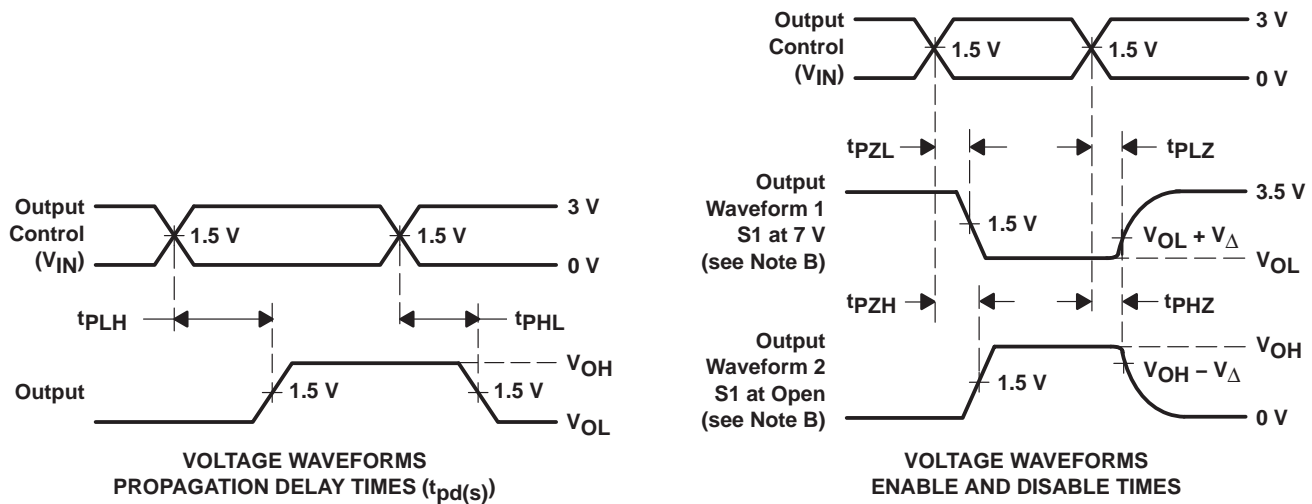 Output
Control
(VIN)
3 V
1.5 V
1.5 V
0 V
tPLH
tPHL
Output
VOH
1.5 V
1.5 V
VOL
VOLTAGE WAVEFORMS
PROPAGATION DELAY TIMES (tpd(s))
Output
Control
(VIN)
3 V
1.5 V
1.5 V
0 V
tPZL
tPLZ
Output
Waveform 1
S1 at 7 V
(see Note B)
3.5 V
1.5 V
VOL + VΔ
VOL
tPZH
tPHZ
Output
Waveform 2
S1 at Open
(see Note B)
VOH
1.5 V
VOH − VΔ
0 V
VOLTAGE WAVEFORMS
ENABLE AND DISABLE TIMES